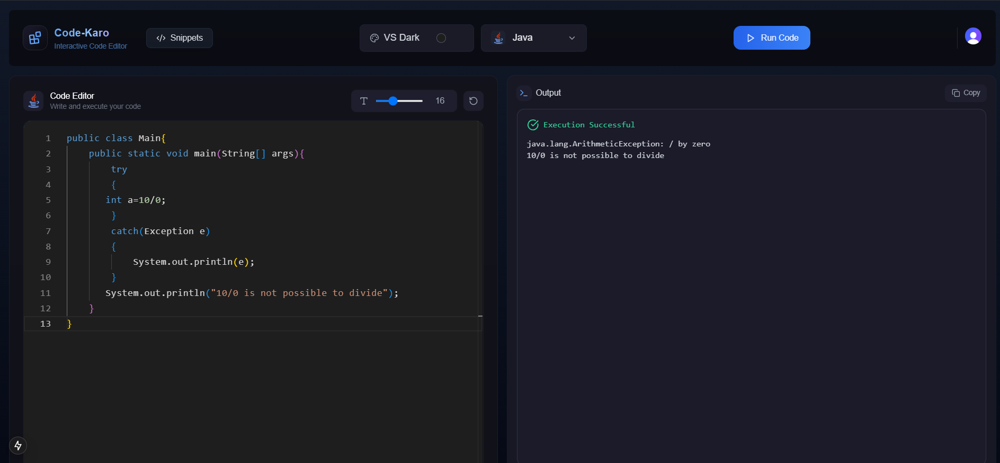 Code-Karo
Interactive Code Editor
</> Snippets
VS Dark
Java
Run Code
Code Editor
Write and execute your code
16
1 public class Main{
2     public static void main(String[] args){
3         try
4         {
5        int a=10/0;
6         }
7         catch(Exception e)
8         {
9             System.out.println(e);
10         }
11        System.out.println("10/0 is not possible to divide");
12     }
13 }
Output
Copy
Execution Successful
java.lang.ArithmeticException: / by zero
10/0 is not possible to divide